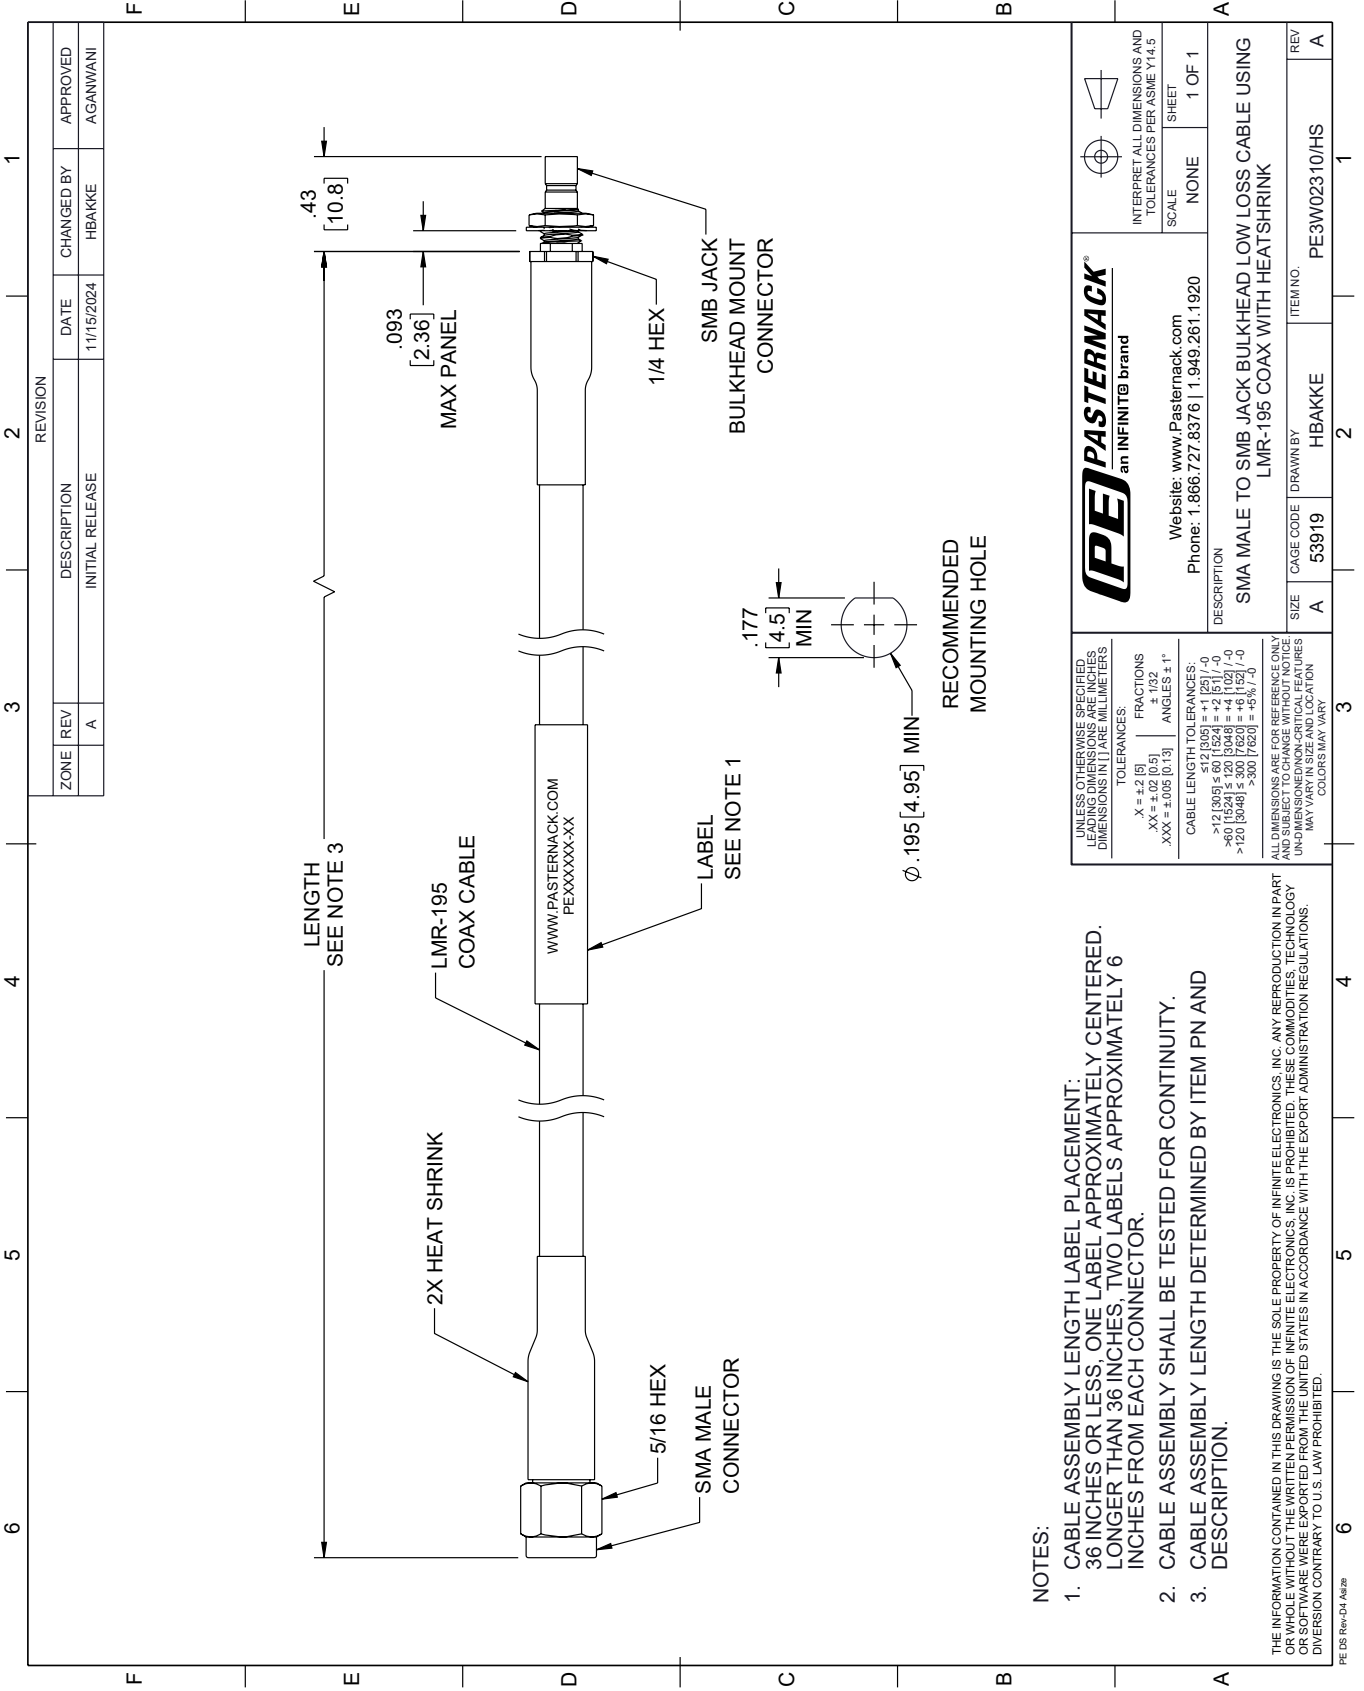 REVISION
ZONE REV DESCRIPTION DATE CHANGED BY APPROVED
A INITIAL RELEASE 11/15/2024 HBAKKE AGANWANI
6 5 4 3 2 1
F
E
D
C
B
A
F
E
D
C
B
A
LENGTH
SEE NOTE 3
.43
[10.8]
.093
[2.36]
MAX PANEL
2X HEAT SHRINK
LMR-195
COAX CABLE
WWW.PASTERNACK.COM
PEXXXXXXX-XX
5/16 HEX
SMA MALE
CONNECTOR
LABEL
SEE NOTE 1
1/4 HEX
SMB JACK
BULKHEAD MOUNT
CONNECTOR
.177
[4.5]
MIN
Ø.195[4.95] MIN
RECOMMENDED
MOUNTING HOLE
NOTES:
1. CABLE ASSEMBLY LENGTH LABEL PLACEMENT:
36 INCHES OR LESS, ONE LABEL APPROXIMATELY CENTERED.
LONGER THAN 36 INCHES, TWO LABELS APPROXIMATELY 6
INCHES FROM EACH CONNECTOR.
2. CABLE ASSEMBLY SHALL BE TESTED FOR CONTINUITY.
3. CABLE ASSEMBLY LENGTH DETERMINED BY ITEM PN AND
DESCRIPTION.
THE INFORMATION CONTAINED IN THIS DRAWING IS THE SOLE PROPERTY OF INFINITE ELECTRONICS, INC. ANY REPRODUCTION IN PART
OR WHOLE WITHOUT THE WRITTEN PERMISSION OF INFINITE ELECTRONICS, INC. IS PROHIBITED. THESE COMMODITIES, TECHNOLOGY
OR SOFTWARE WERE EXPORTED FROM THE UNITED STATES IN ACCORDANCE WITH THE EXPORT ADMINISTRATION REGULATIONS.
DIVERSION CONTRARY TO U.S. LAW PROHIBITED.
UNLESS OTHERWISE SPECIFIED
LEADING DIMENSIONS ARE INCHES
DIMENSIONS IN [ ] ARE MILLIMETERS
TOLERANCES:
.X = ±.2 [5] FRACTIONS
.XX = ±.02 [0.5] ± 1/32
.XXX = ±.005 [0.13] ANGLES ± 1°
CABLE LENGTH TOLERANCES:
≤12 [305] = +1 [25] / -0
>12 [305] ≤ 60 [1524] = +2 [51] / -0
>60 [1524] ≤ 120 [3048] = +4 [102] / -0
>120 [3048] ≤ 300 [7620] = +6 [152] / -0
>300 [7620] = +5% / -0
ALL DIMENSIONS ARE FOR REFERENCE ONLY
AND SUBJECT TO CHANGE WITHOUT NOTICE.
UN-DIMENSIONED/NON-CRITICAL FEATURES
MAY VARY IN SIZE AND LOCATION
COLORS MAY VARY
PE PASTERNACK®
an INFINIT@ brand
Website: www.Pasternack.com
Phone: 1.866.727.8376 | 1.949.261.1920
INTERPRET ALL DIMENSIONS AND
TOLERANCES PER ASME Y14.5
SCALE SHEET
NONE 1 OF 1
DESCRIPTION
SMA MALE TO SMB JACK BULKHEAD LOW LOSS CABLE USING
LMR-195 COAX WITH HEATSHRINK
SIZE CAGE CODE DRAWN BY ITEM NO. REV
A 53919 HBAKKE PE3W02310/HS A
6 5 4 3 2 1
PE DS Rev-D4 Asize